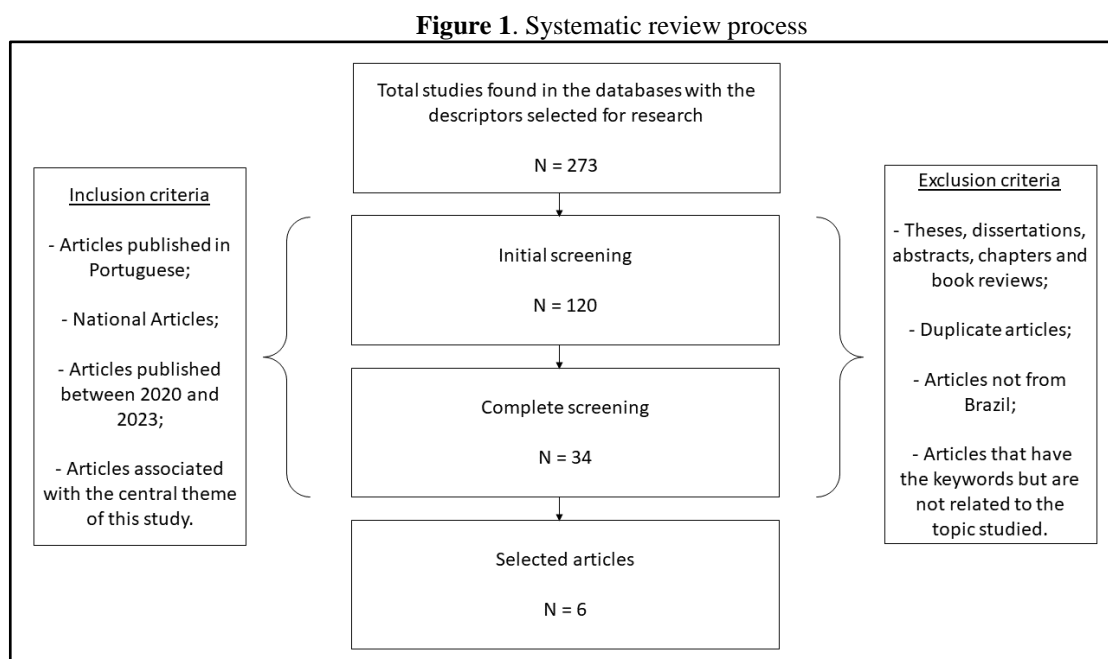 Figure 1. Systematic review process
Total studies found in the databases with the
descriptors selected for research
N = 273
Inclusion criteria
- Articles published in
Portuguese;
- National Articles;
- Articles published
between 2020 and
2023;
- Articles associated
with the central theme
of this study.
Initial screening
N = 120
Complete screening
N = 34
Selected articles
N = 6
Exclusion criteria
- Theses, dissertations,
abstracts, chapters and
book reviews;
- Duplicate articles;
- Articles not from
Brazil;
- Articles that have
the keywords but are
not related to the
topic studied.